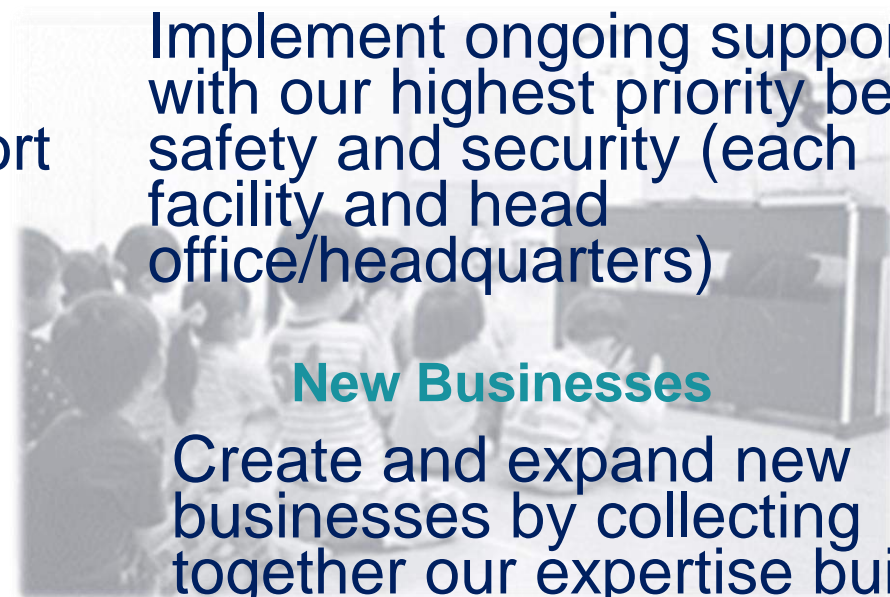 Implement ongoing suppor
with our highest priority be
ort safety and security (each
facility and head
office/headquarters)
New Businesses
Create and expand new
businesses by collecting
together our expertise bui